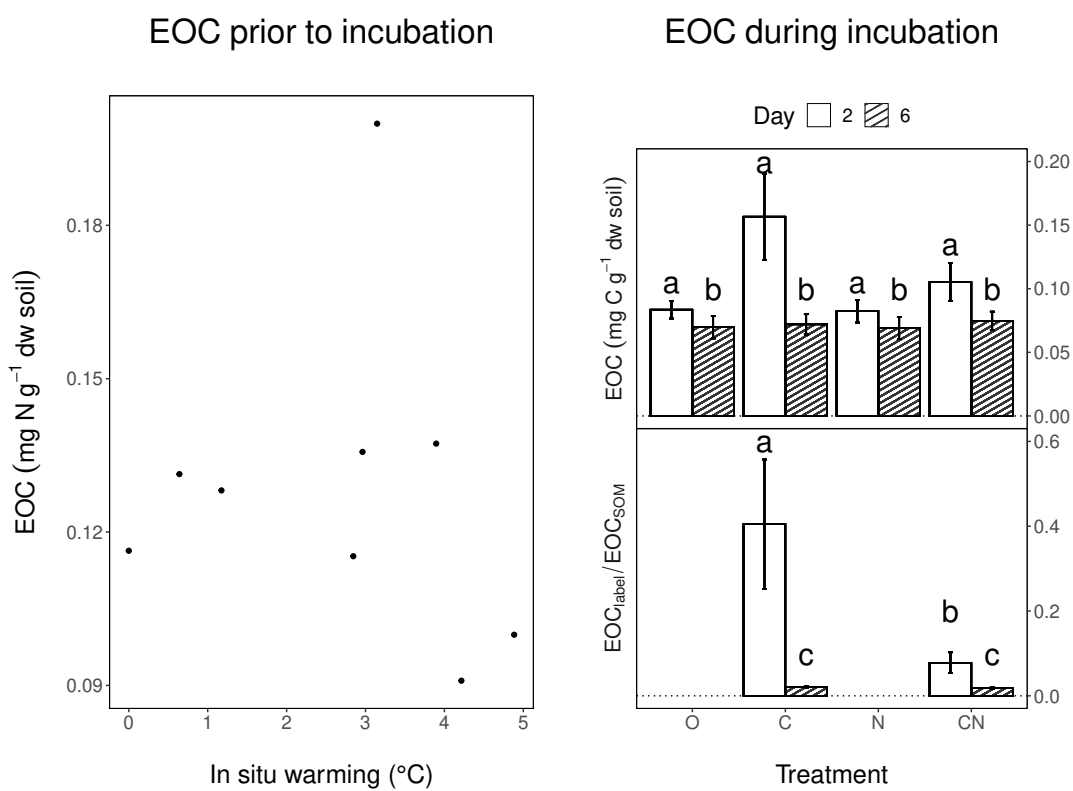 EOC prior to incubation
EOC (mg N g⁻¹ dw soil)
0.18
0.15
0.12
0.09
0 1 2 3 4 5
In situ warming (°C)
EOC during incubation
Day 2 6
EOC (mg C g⁻¹ dw soil)
a b a b a b a b
0.20
0.15
0.10
0.05
0.00
EOC_label / EOC_SOM
a c b c
0.6
0.4
0.2
0.0
O C N CN
Treatment